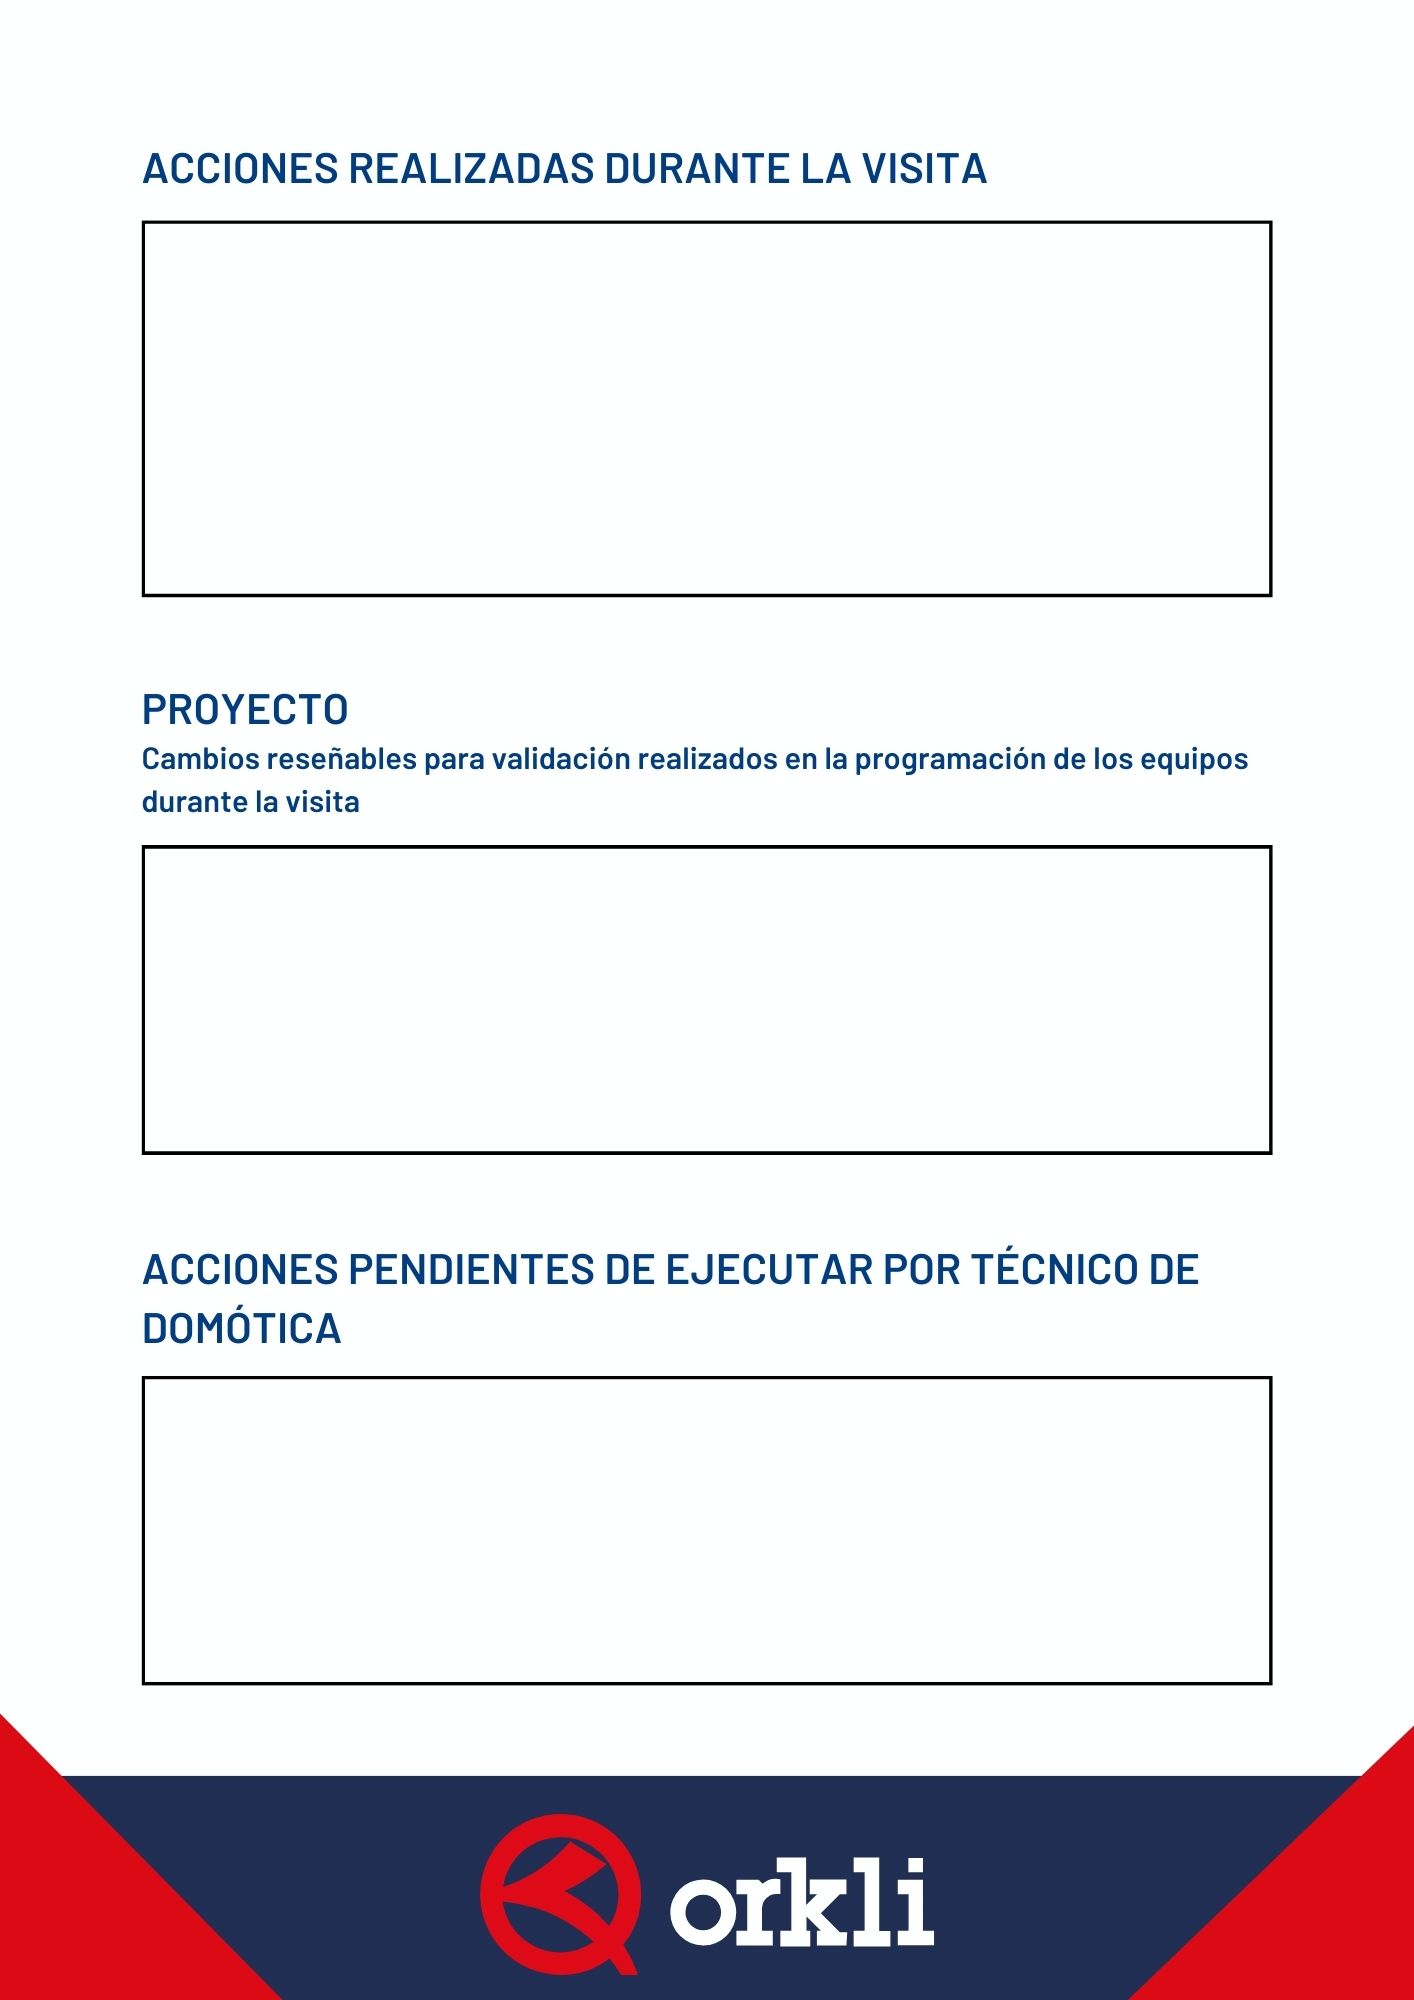 ACCIONES REALIZADAS DURANTE LA VISITA
PROYECTO
Cambios reseñables para validación realizados en la programación de los equipos
durante la visita
ACCIONES PENDIENTES DE EJECUTAR POR TÉCNICO DE
DOMÓTICA
orkli